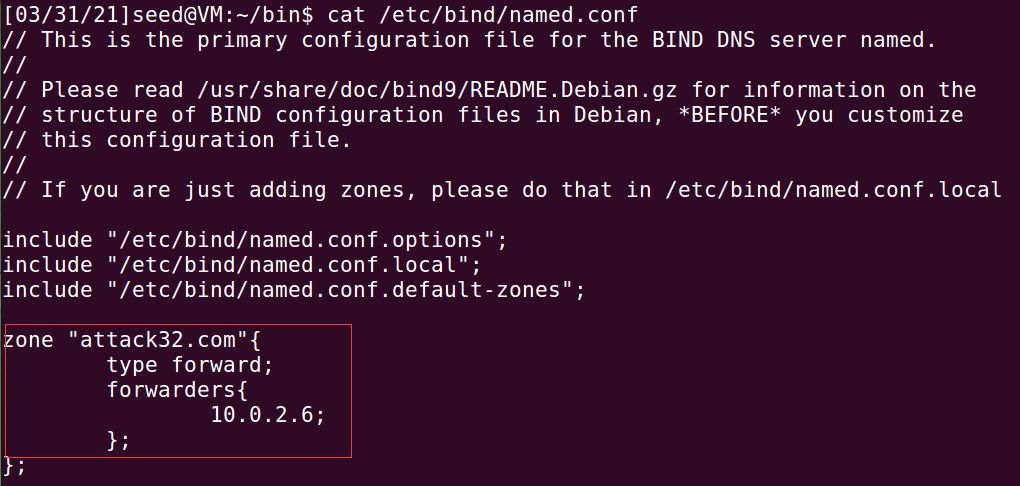 [03/31/21]seed@VM:~/bin$ cat /etc/bind/named.conf
// This is the primary configuration file for the BIND DNS server named.
//
// Please read /usr/share/doc/bind9/README.Debian.gz for information on the
// structure of BIND configuration files in Debian, *BEFORE* you customize
// this configuration file.
//
// If you are just adding zones, please do that in /etc/bind/named.conf.local

include "/etc/bind/named.conf.options";
include "/etc/bind/named.conf.local";
include "/etc/bind/named.conf.default-zones";

zone "attack32.com"{
        type forward;
        forwarders{
                10.0.2.6;
        };
};